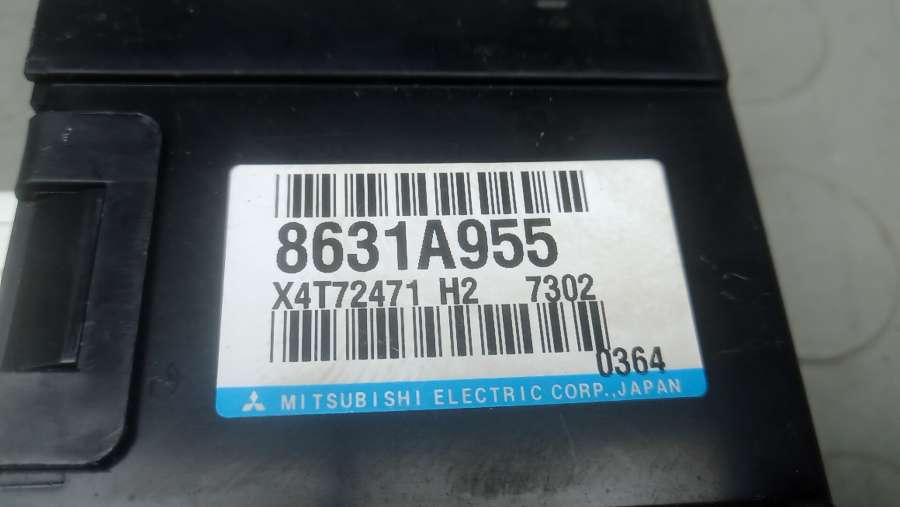 8631A955
X4T72471 H2 7302
0364
MITSUBISHI ELECTRIC CORP.,JAPAN